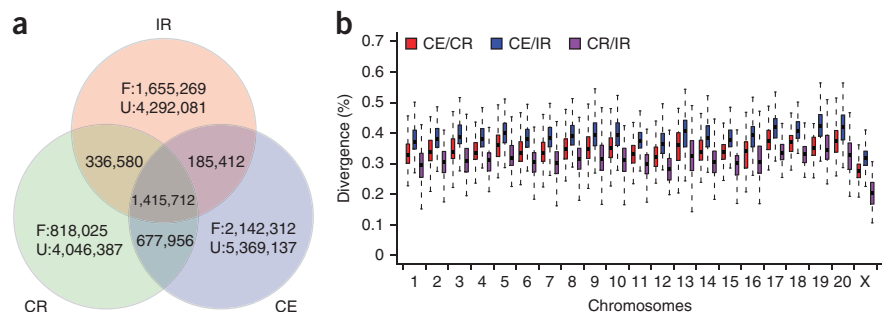 a
IR
F:1,655,269
U:4,292,081
336,580
185,412
1,415,712
F:818,025
U:4,046,387
677,956
F:2,142,312
U:5,369,137
CR
CE
b
CE/CR CE/IR CR/IR
Divergence (%)
0.7
0.6
0.5
0.4
0.3
0.2
0.1
0
1 2 3 4 5 6 7 8 9 10 11 12 13 14 15 16 17 18 19 20 X
Chromosomes